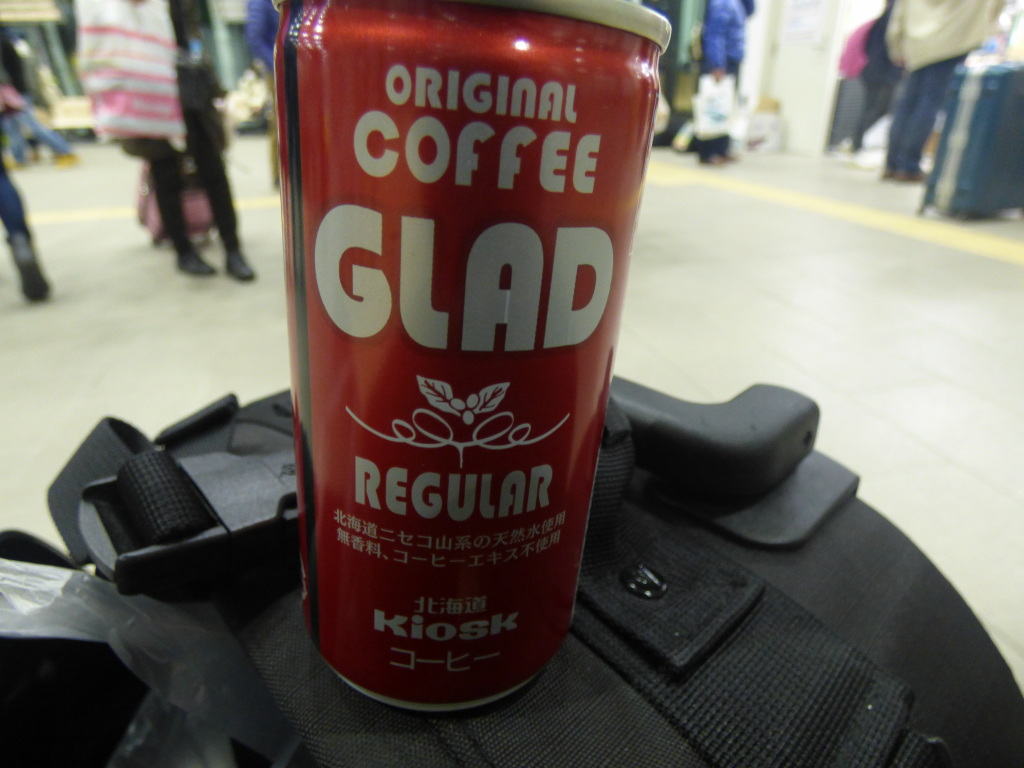 ORIGINAL
COFFEE
GLAD
REGULAR
北海道ニセコ山系の天然水使用
無香料、コーヒーエキス不使用
北海道
Kiosk
コーヒー